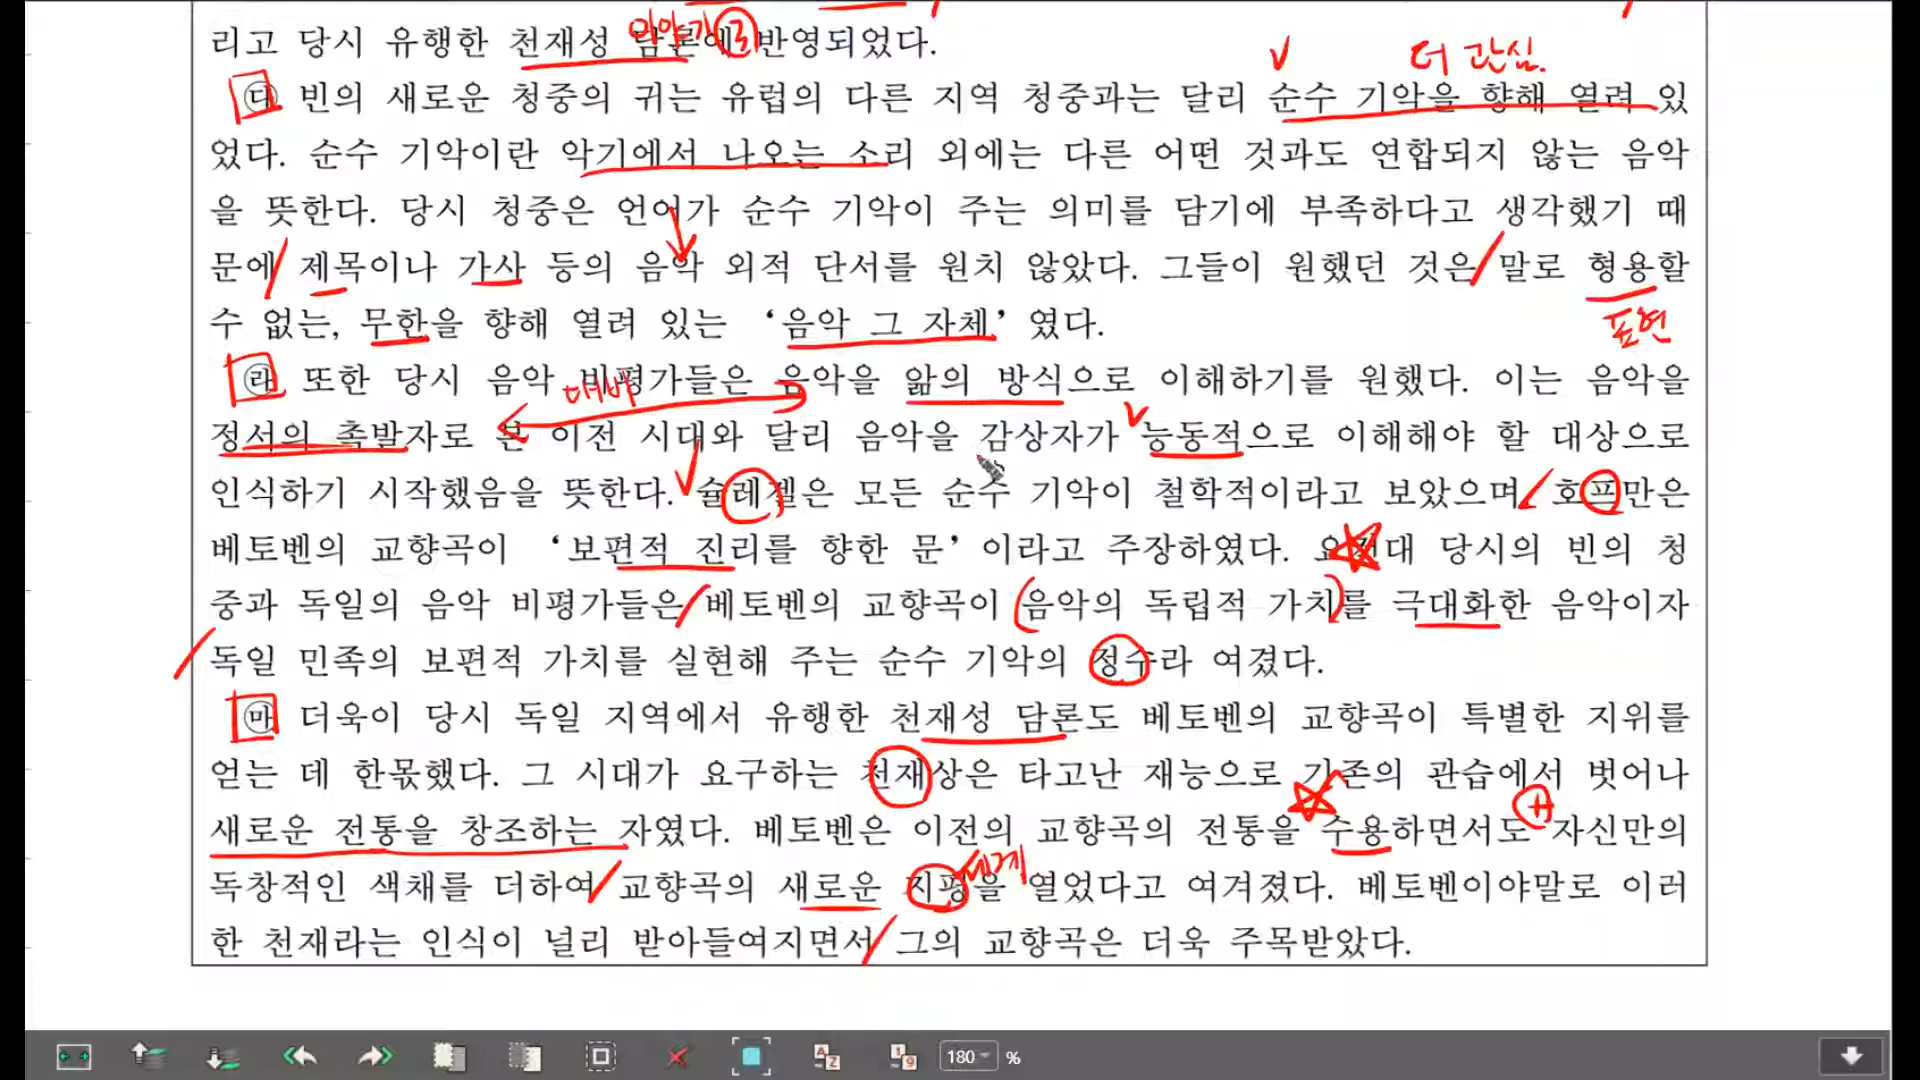 이야기 ③
리고 당시 유행한 천재성 담론에 반영되었다.
더 관심.
㉰ 빈의 새로운 청중의 귀는 유럽의 다른 지역 청중과는 달리 순수 기악을 향해 열려 있
었다. 순수 기악이란 악기에서 나오는 소리 외에는 다른 어떤 것과도 연합되지 않는 음악
을 뜻한다. 당시 청중은 언어가 순수 기악이 주는 의미를 담기에 부족하다고 생각했기 때
문에 제목이나 가사 등의 음악 외적 단서를 원치 않았다. 그들이 원했던 것은 말로 형용할
수 없는, 무한을 향해 열려 있는 ‘음악 그 자체’였다.
표현
㉱ 또한 당시 음악 비평가들은 음악을 앎의 방식으로 이해하기를 원했다. 이는 음악을
대비
정서의 촉발자로 본 이전 시대와 달리 음악을 감상자가 능동적으로 이해해야 할 대상으로
인식하기 시작했음을 뜻한다. 슐레겔은 모든 순수 기악이 철학적이라고 보았으며 호프만은
베토벤의 교향곡이 ‘보편적 진리를 향한 문’이라고 주장하였다. 요컨대 당시의 빈의 청
중과 독일의 음악 비평가들은 베토벤의 교향곡이 음악의 독립적 가치를 극대화한 음악이자
독일 민족의 보편적 가치를 실현해 주는 순수 기악의 정수라 여겼다.
㉲ 더욱이 당시 독일 지역에서 유행한 천재성 담론도 베토벤의 교향곡이 특별한 지위를
얻는 데 한몫했다. 그 시대가 요구하는 천재상은 타고난 재능으로 기존의 관습에서 벗어나
새로운 전통을 창조하는 자였다. 베토벤은 이전의 교향곡의 전통을 수용하면서도 자신만의
세계
독창적인 색채를 더하여 교향곡의 새로운 지평을 열었다고 여겨졌다. 베토벤이야말로 이러
한 천재라는 인식이 널리 받아들여지면서 그의 교향곡은 더욱 주목받았다.
180 %